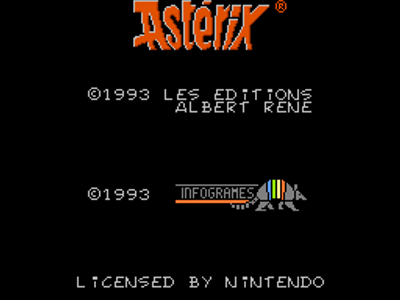 Astérix ®
©1993 LES EDITIONS
ALBERT RENE
©1993 INFOGRAMES
LICENSED BY NINTENDO